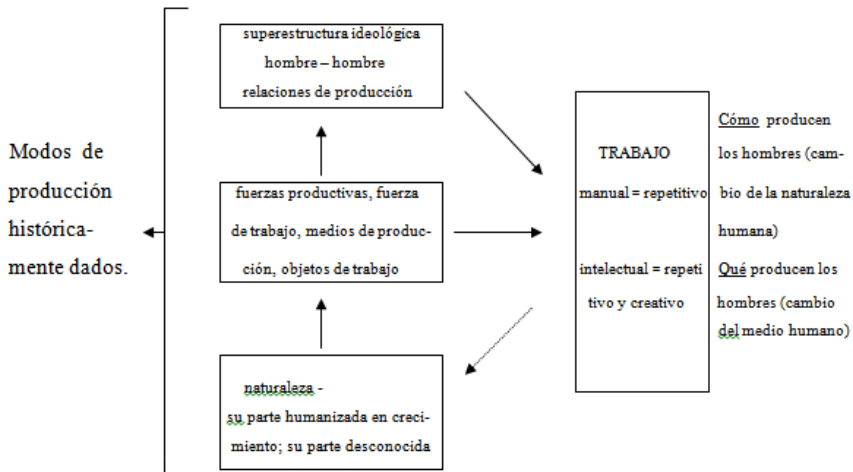 Modos de
producción
histórica-
mente dados.
superestructura ideológica
hombre – hombre
relaciones de producción
fuerzas productivas, fuerza
de trabajo, medios de produc-
ción, objetos de trabajo
naturaleza -
su parte humanizada en creci-
miento; su parte desconocida
TRABAJO
manual = repetitivo
intelectual = repeti
tivo y creativo
Cómo producen
los hombres (cam-
bio de la naturaleza
humana)
Qué producen los
hombres (cambio
del medio humano)